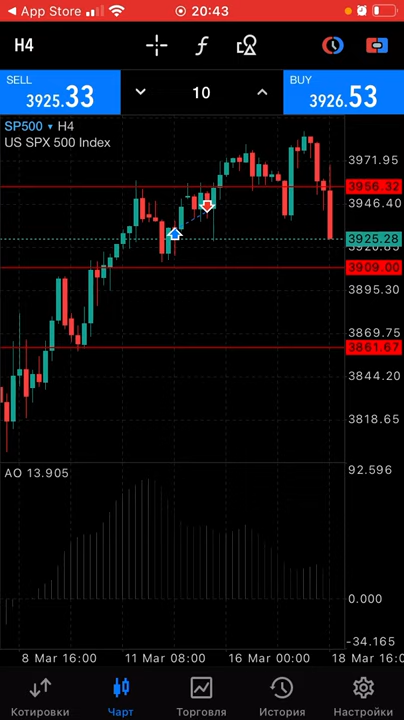 App Store
20:43
H4
SELL
3925.33
10
BUY
3926.53
SP500 H4
US SPX 500 Index
3971.95
3956.32
3946.40
3925.28
3909.00
3895.30
3869.75
3861.67
3844.20
3818.65
AO 13.905
92.596
0.000
-34.165
8 Mar 16:00
11 Mar 08:00
16 Mar 00:00
18 Mar 16:0
Котировки
Чарт
Торговля
История
Настройки